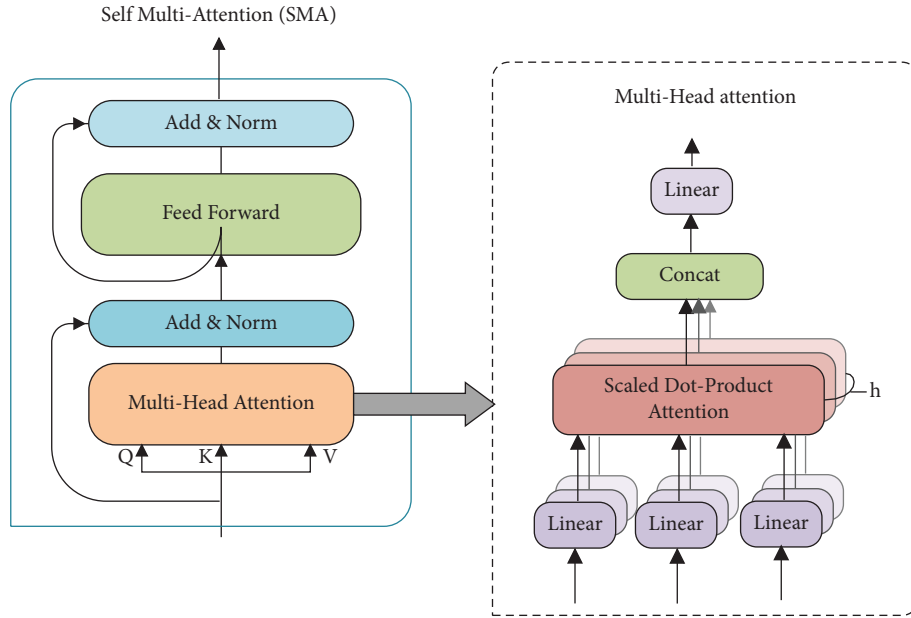 Self Multi-Attention (SMA)
Add & Norm
Feed Forward
Add & Norm
Multi-Head Attention
Q K V
Multi-Head attention
Linear
Concat
Scaled Dot-Product
Attention
h
Linear Linear Linear